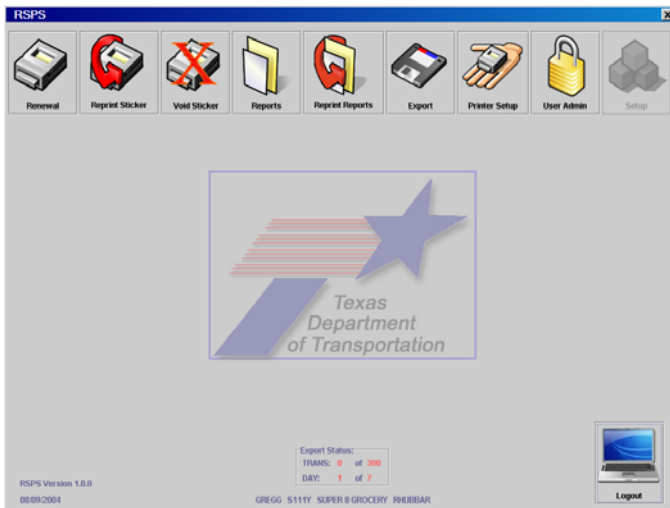 RSPS
Renewal
Reprint Sticker
Void Sticker
Reports
Reprint Reports
Export
Printer Setup
User Admin
Setup
Texas
Department
of Transportation
Export Status:
TRANS: 0 of 300
DAY: 1 of 7
RSPS Version 1.0.0
08/09/2004
GREGG S111Y SUPER 8 GROCERY RHUBBAR
Logout